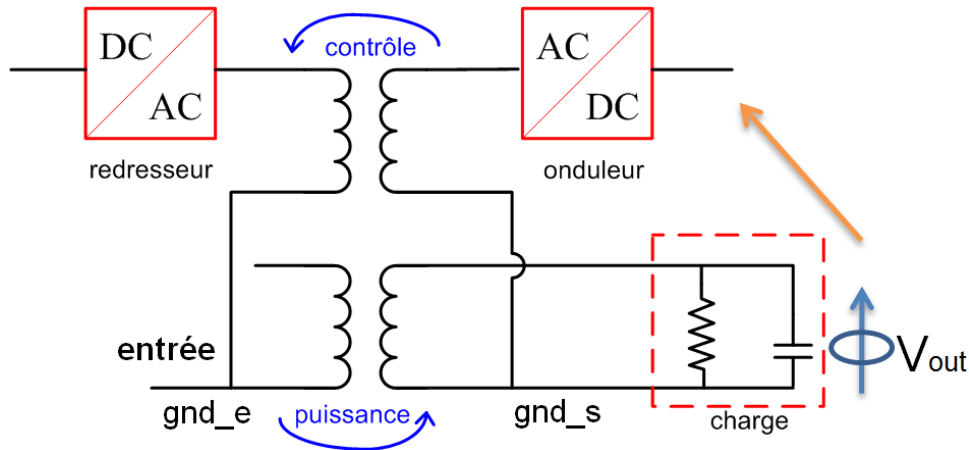 DC
AC
contrôle
AC
DC
redresseur
onduleur
entrée
gnd_e
puissance
gnd_s
charge
Vout